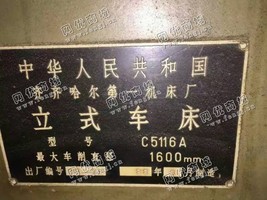 中华人民共和国
齐齐哈尔第一机床厂
立式车床
型号 C5116A
最大车削直径 1600mm
出厂编号 年 月制造